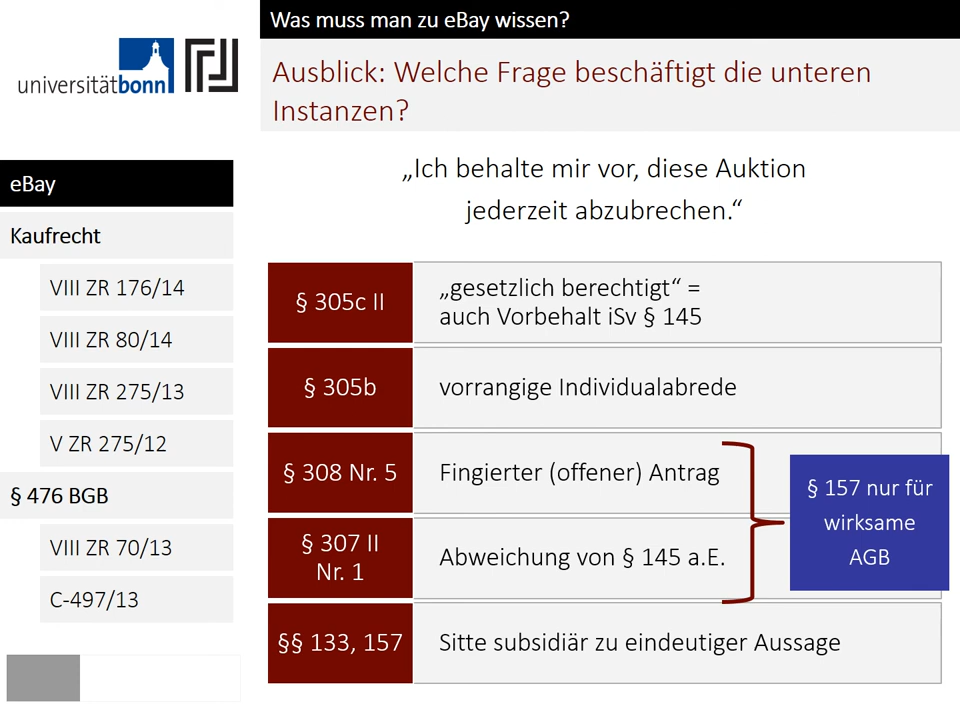 Was muss man zu eBay wissen?
universitätbonn
Ausblick: Welche Frage beschäftigt die unteren
Instanzen?
eBay
Kaufrecht
VIII ZR 176/14
VIII ZR 80/14
VIII ZR 275/13
V ZR 275/12
§ 476 BGB
VIII ZR 70/13
C-497/13
„Ich behalte mir vor, diese Auktion
jederzeit abzubrechen.“
§ 305c II
„gesetzlich berechtigt“ =
auch Vorbehalt iSv § 145
§ 305b
vorrangige Individualabrede
§ 308 Nr. 5
Fingierter (offener) Antrag
§ 307 II
Nr. 1
Abweichung von § 145 a.E.
§ 157 nur für
wirksame
AGB
§§ 133, 157
Sitte subsidiär zu eindeutiger Aussage